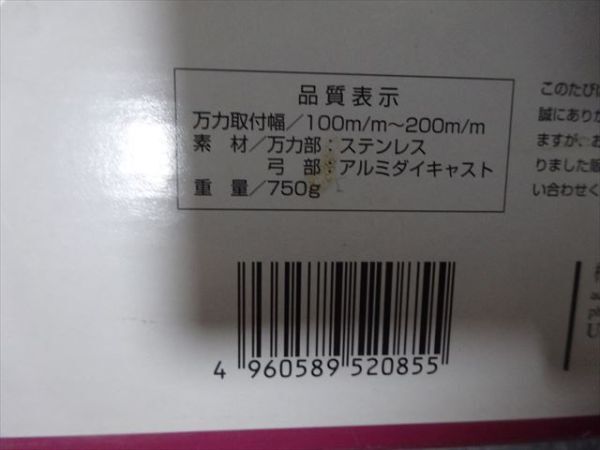 品質表示
万力取付幅／100m/m〜200m/m
素　材／万力部：ステンレス
弓　部：アルミダイキャスト
重　量／750g
このたびは
誠にありが
ますが、お
りました販
い合わせく
4 960589 520855